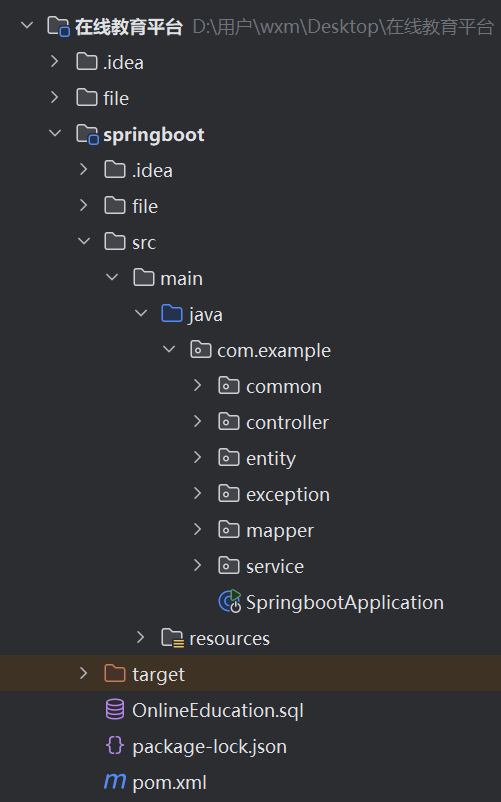 在线教育平台 D:\用户\wxm\Desktop\在线教育平台
.idea
file
springboot
.idea
file
src
main
java
com.example
common
controller
entity
exception
mapper
service
SpringbootApplication
resources
target
OnlineEducation.sql
package-lock.json
pom.xml